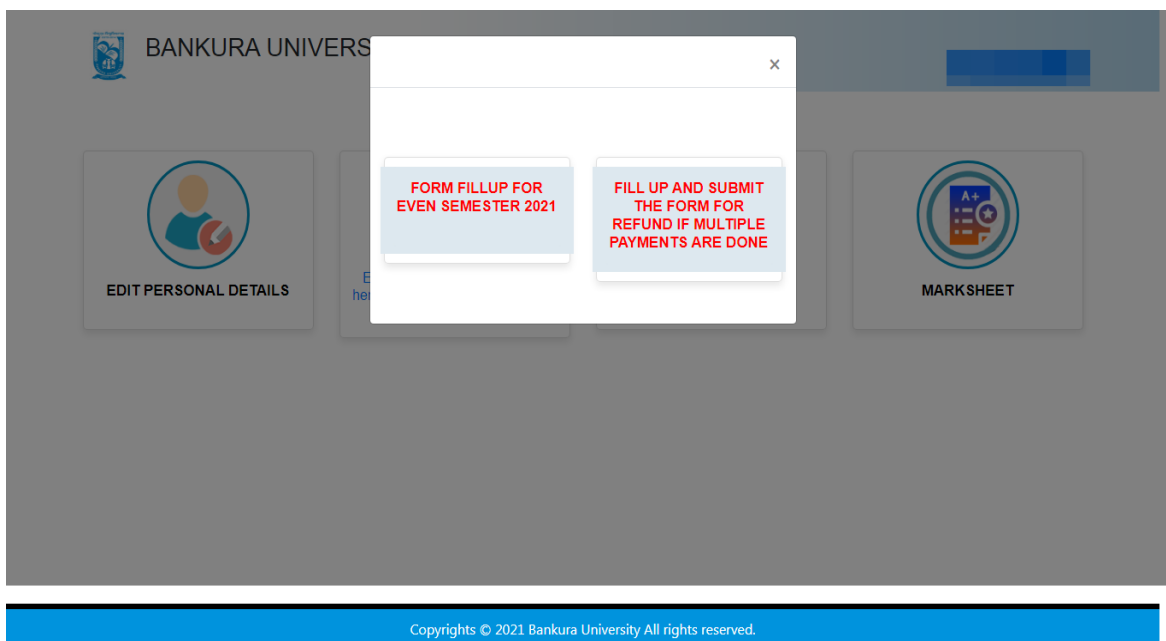 BANKURA UNIVERS
×
FORM FILLUP FOR
EVEN SEMESTER 2021
FILL UP AND SUBMIT
THE FORM FOR
REFUND IF MULTIPLE
PAYMENTS ARE DONE
A+
EDIT PERSONAL DETAILS
E
her
MARKSHEET
Copyrights © 2021 Bankura University All rights reserved.